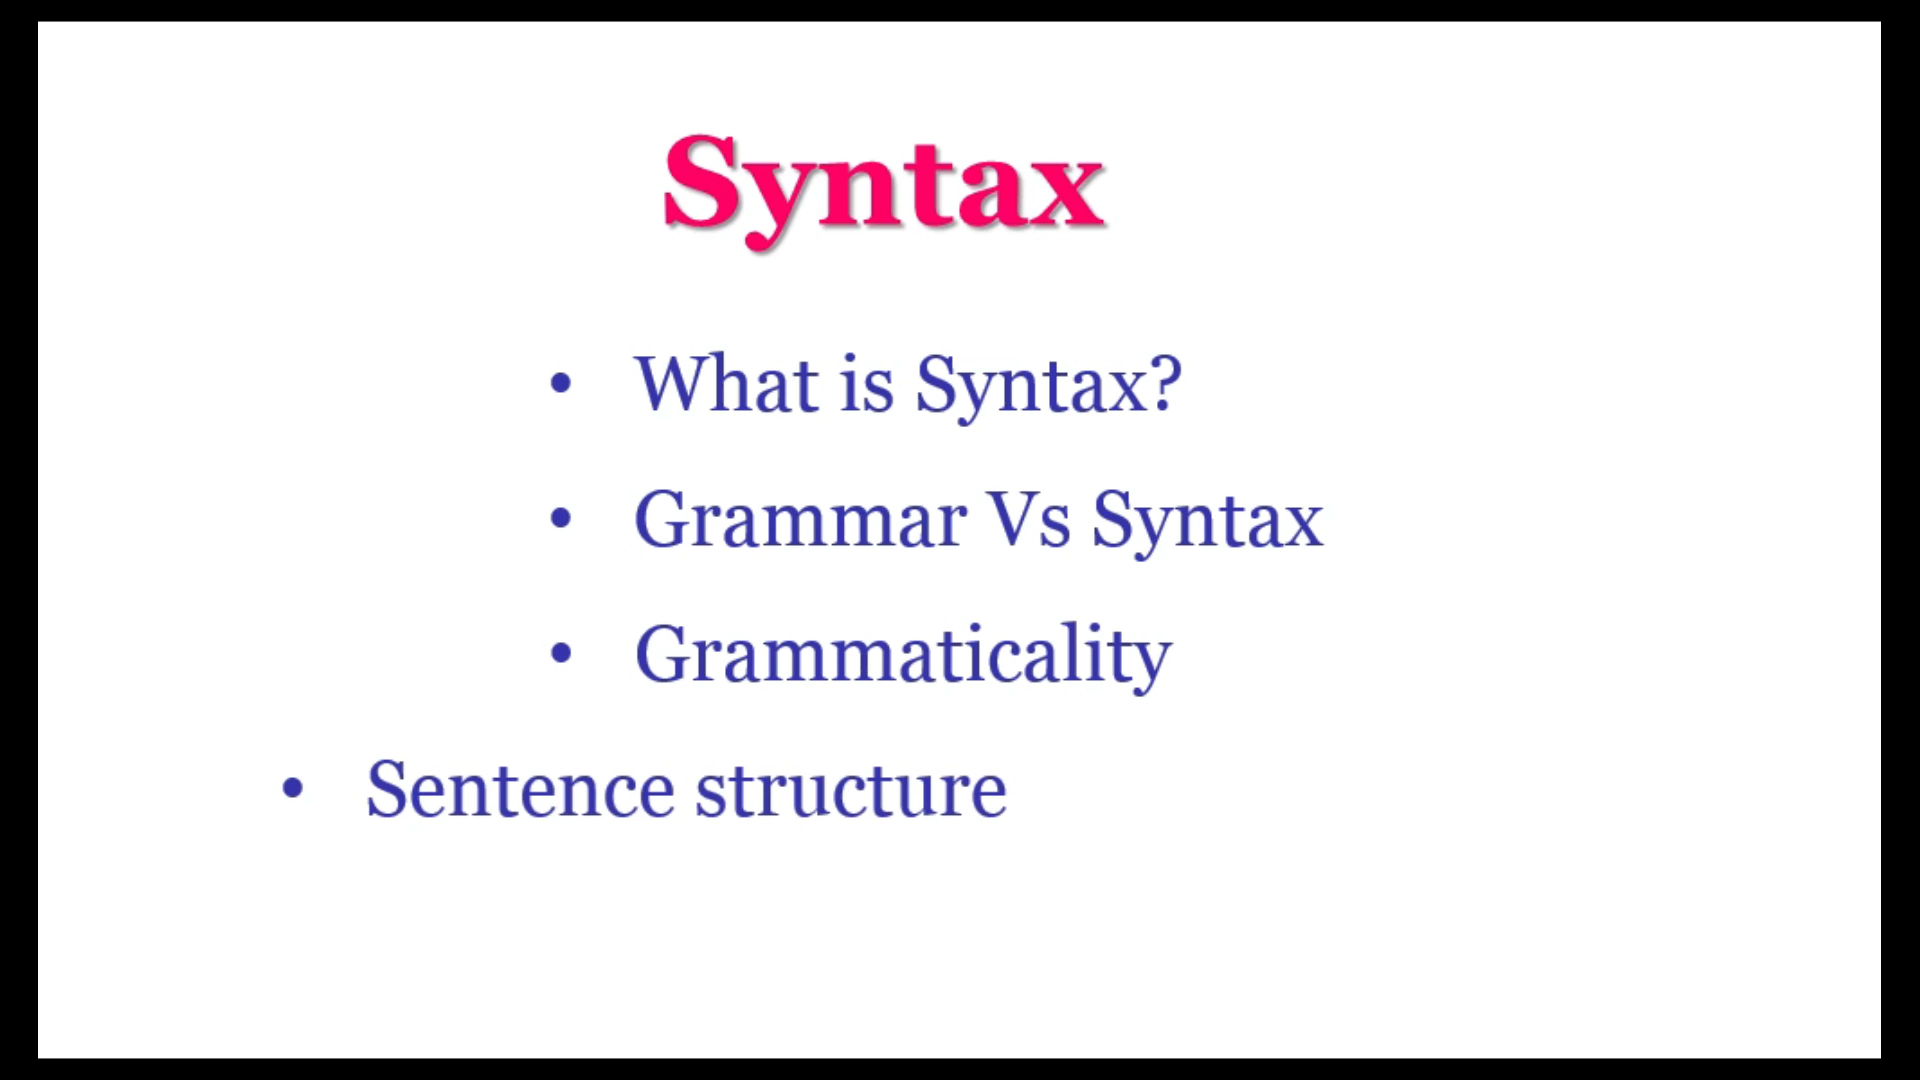 Syntax
• What is Syntax?
• Grammar Vs Syntax
• Grammaticality
• Sentence structure